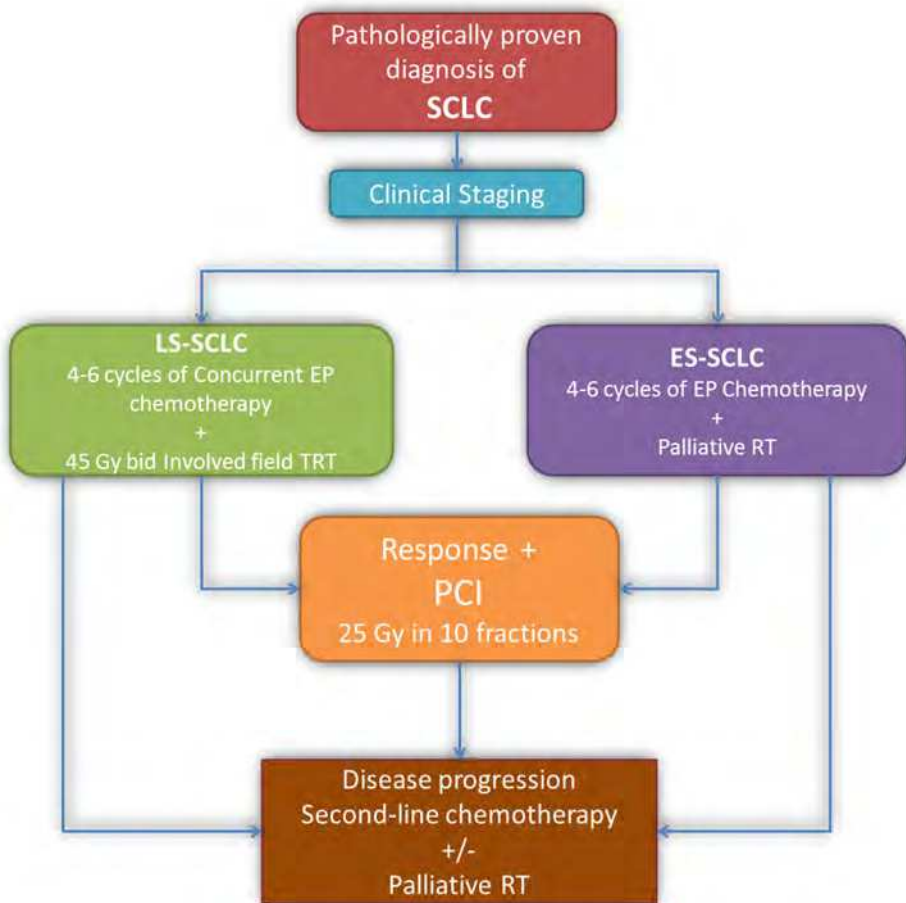 Pathologically proven
diagnosis of
SCLC
Clinical Staging
LS-SCLC
4-6 cycles of Concurrent EP
chemotherapy
+
45 Gy bid Involved field TRT
ES-SCLC
4-6 cycles of EP Chemotherapy
+
Palliative RT
Response +
PCI
25 Gy in 10 fractions
Disease progression
Second-line chemotherapy
+/-
Palliative RT